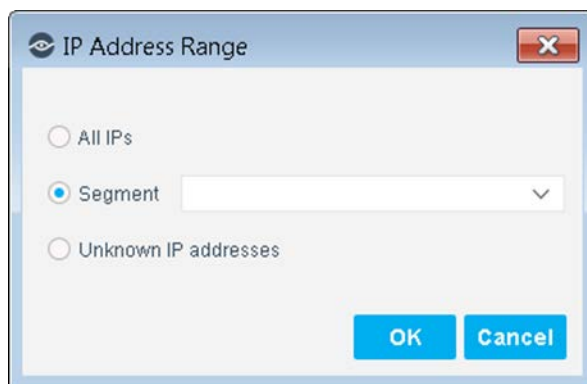 IP Address Range
All IPs
Segment
Unknown IP addresses
OK Cancel